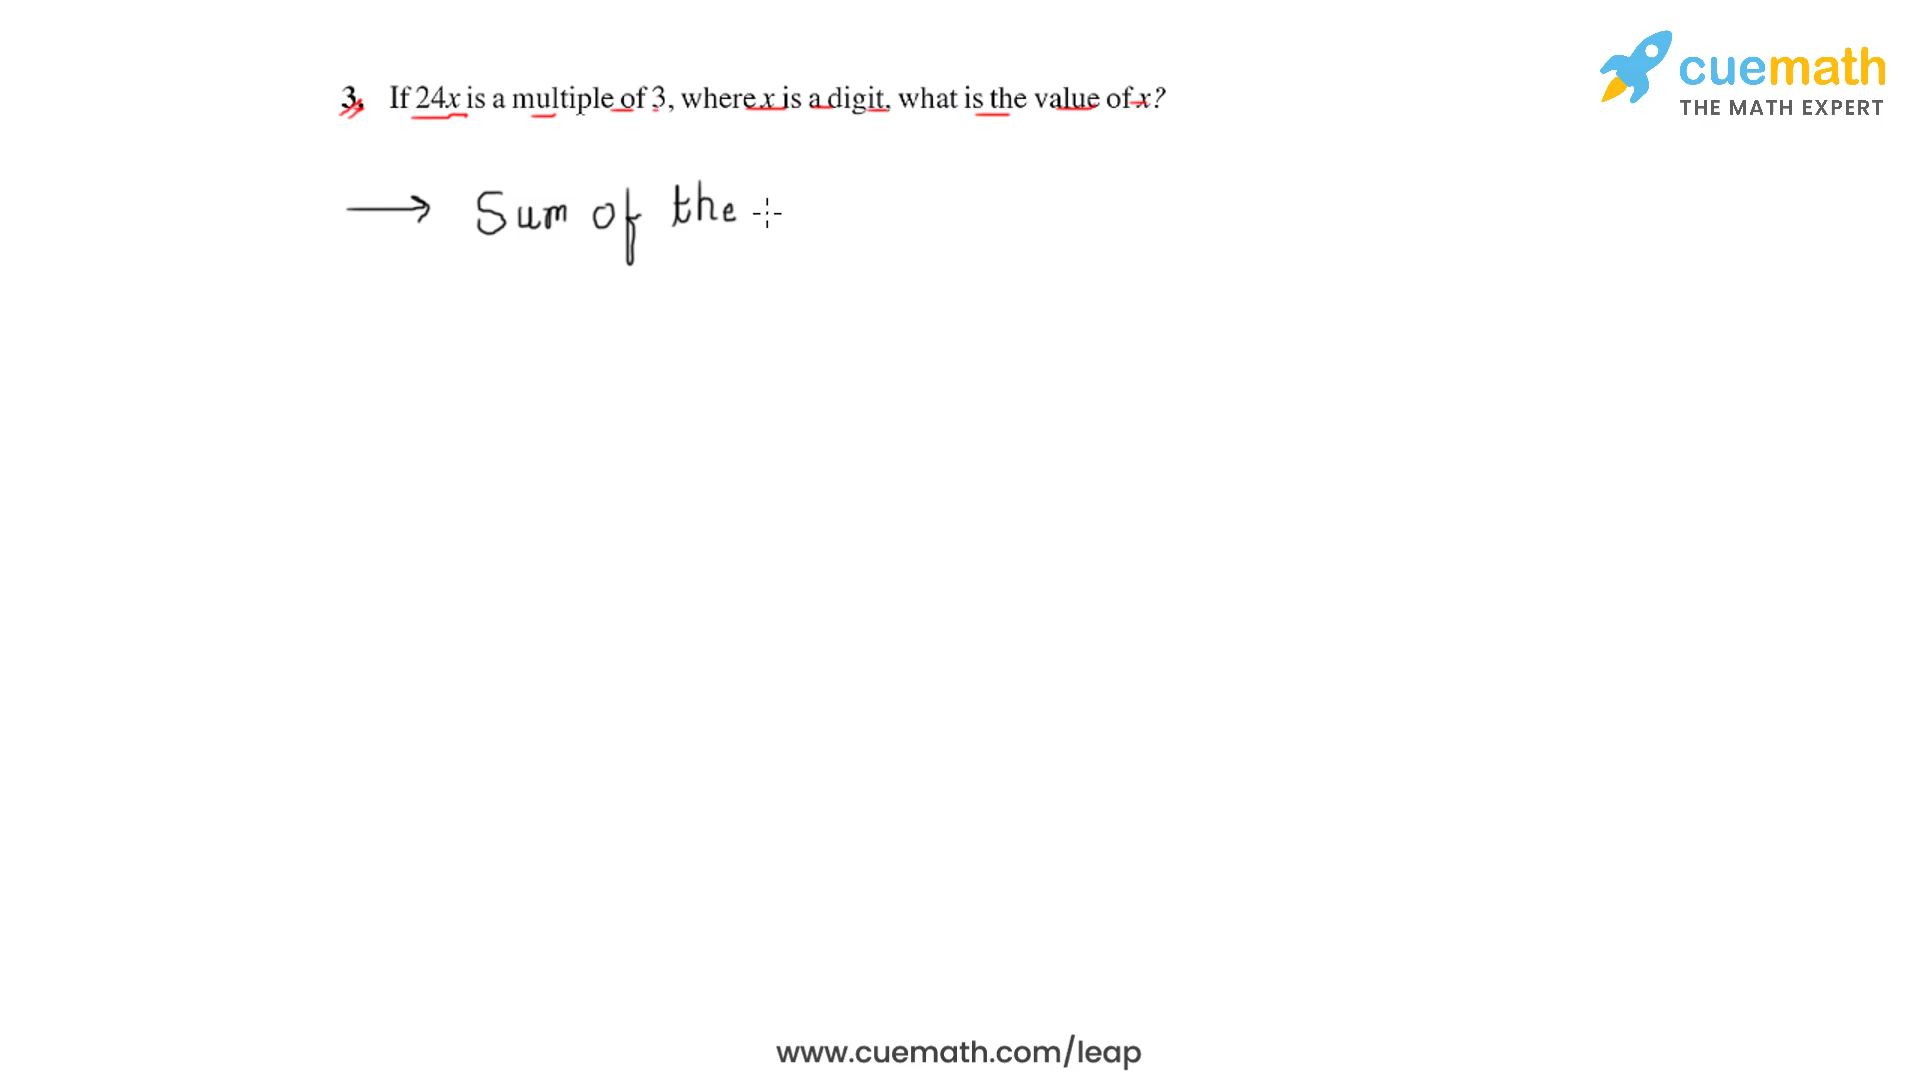 cuemath
THE MATH EXPERT
3. If 24x is a multiple of 3, where x is a digit, what is the value of x?
→ Sum of the
www.cuemath.com/leap